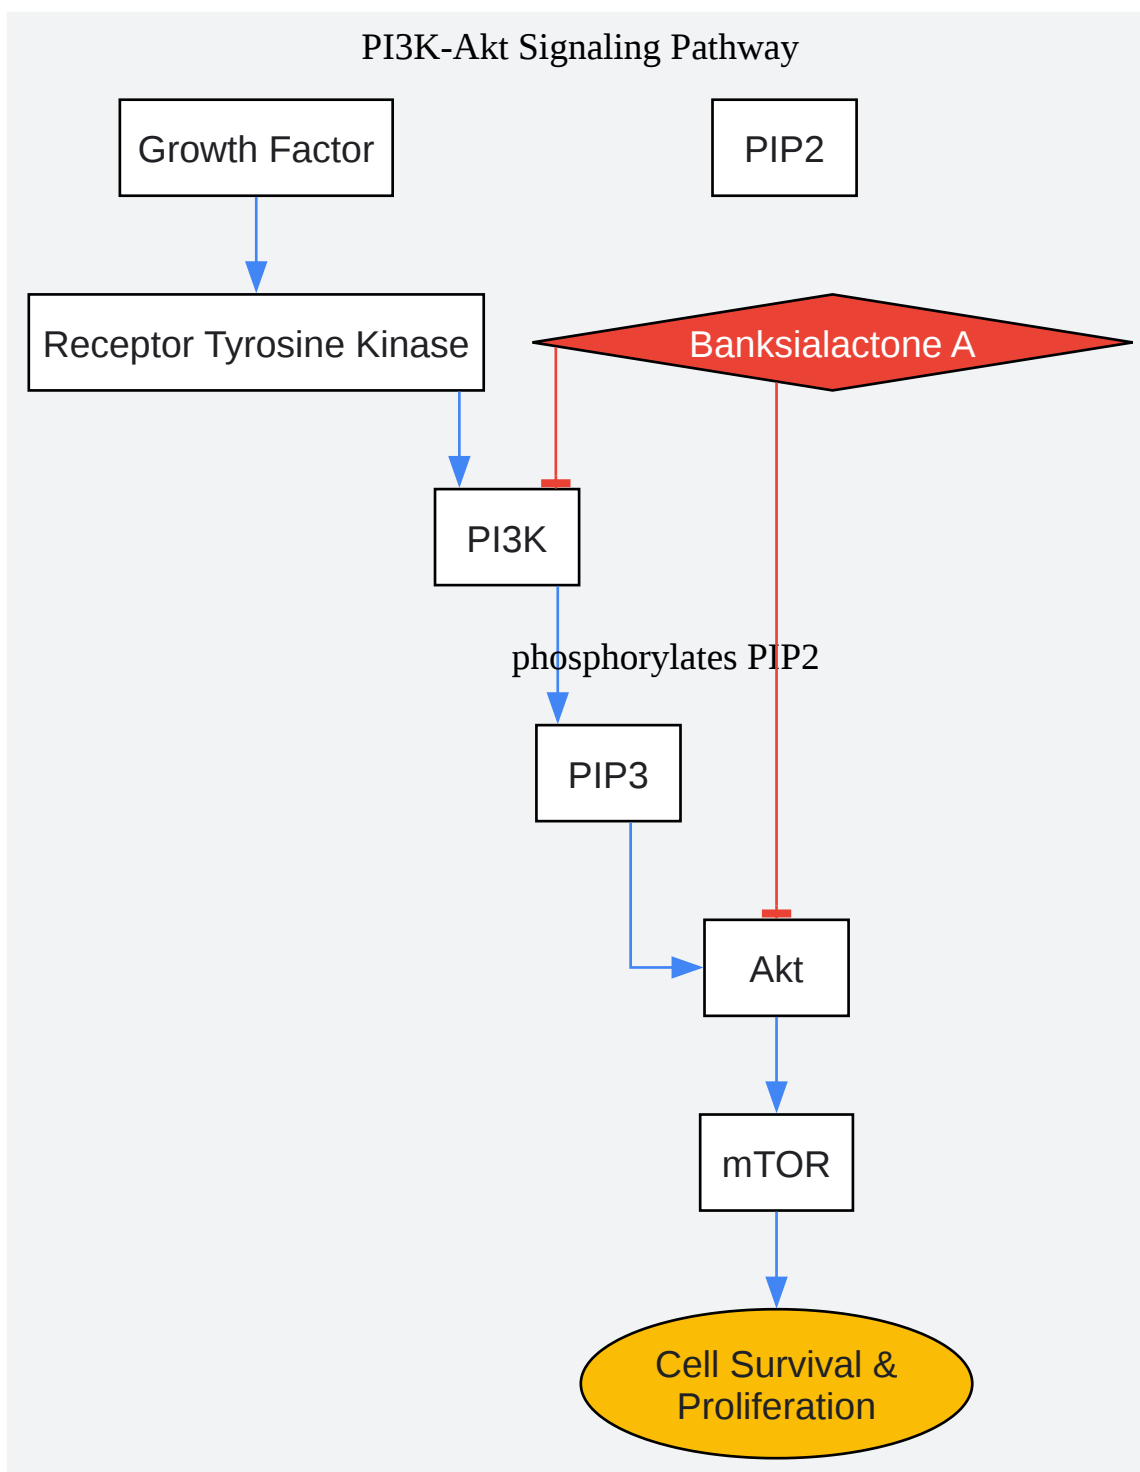 PI3K-Akt Signaling Pathway
Growth Factor
PIP2
Receptor Tyrosine Kinase
Banksialactone A
PI3K
phosphorylates PIP2
PIP3
Akt
mTOR
Cell Survival &
Proliferation